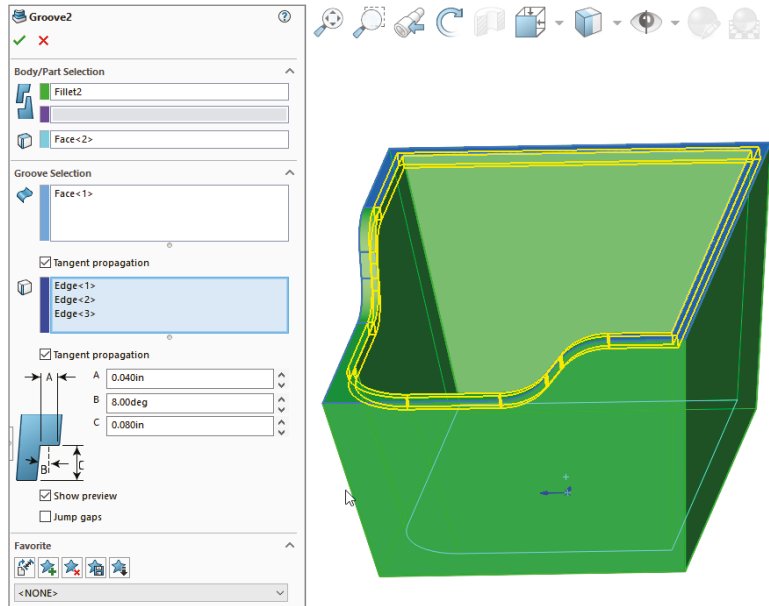 Groove2
Body/Part Selection
Fillet2
Face<2>
Groove Selection
Face<1>
Tangent propagation
Edge<1>
Edge<2>
Edge<3>
Tangent propagation
A A 0.040in
B 8.00deg
C 0.080in
B C
Show preview
Jump gaps
Favorite
<NONE>